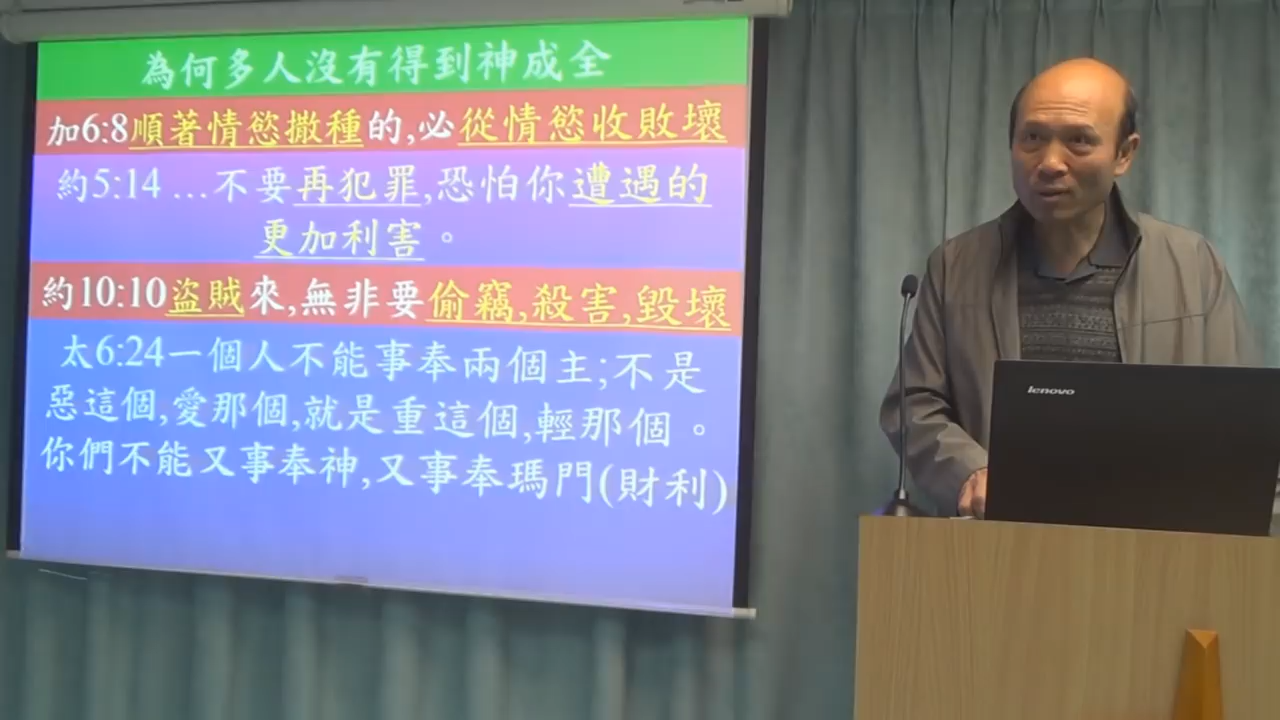 為何多人沒有得到神成全
加6:8順著情慾撒種的,必從情慾收敗壞
約5:14 …不要再犯罪,恐怕你遭遇的
更加利害。
約10:10盜賊來,無非要偷竊,殺害,毀壞
太6:24一個人不能事奉兩個主;不是
惡這個,愛那個,就是重這個,輕那個。
你們不能又事奉神,又事奉瑪門(財利)
lenovo